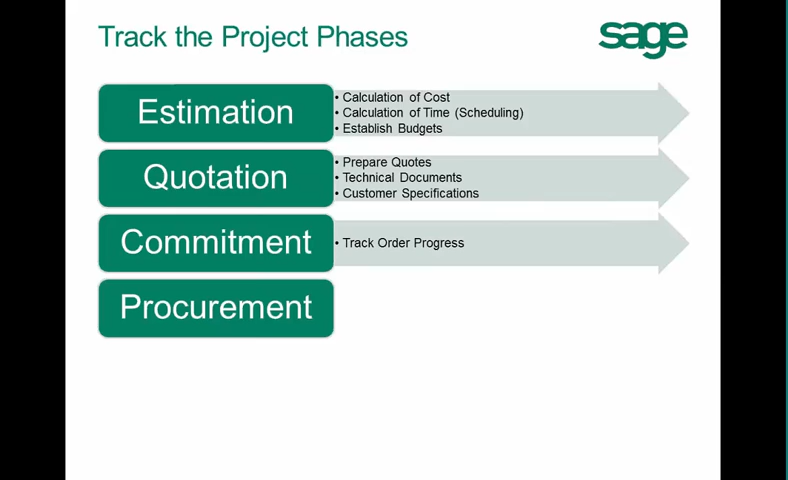 Track the Project Phases
sage
Estimation
• Calculation of Cost
• Calculation of Time (Scheduling)
• Establish Budgets
Quotation
• Prepare Quotes
• Technical Documents
• Customer Specifications
Commitment
• Track Order Progress
Procurement